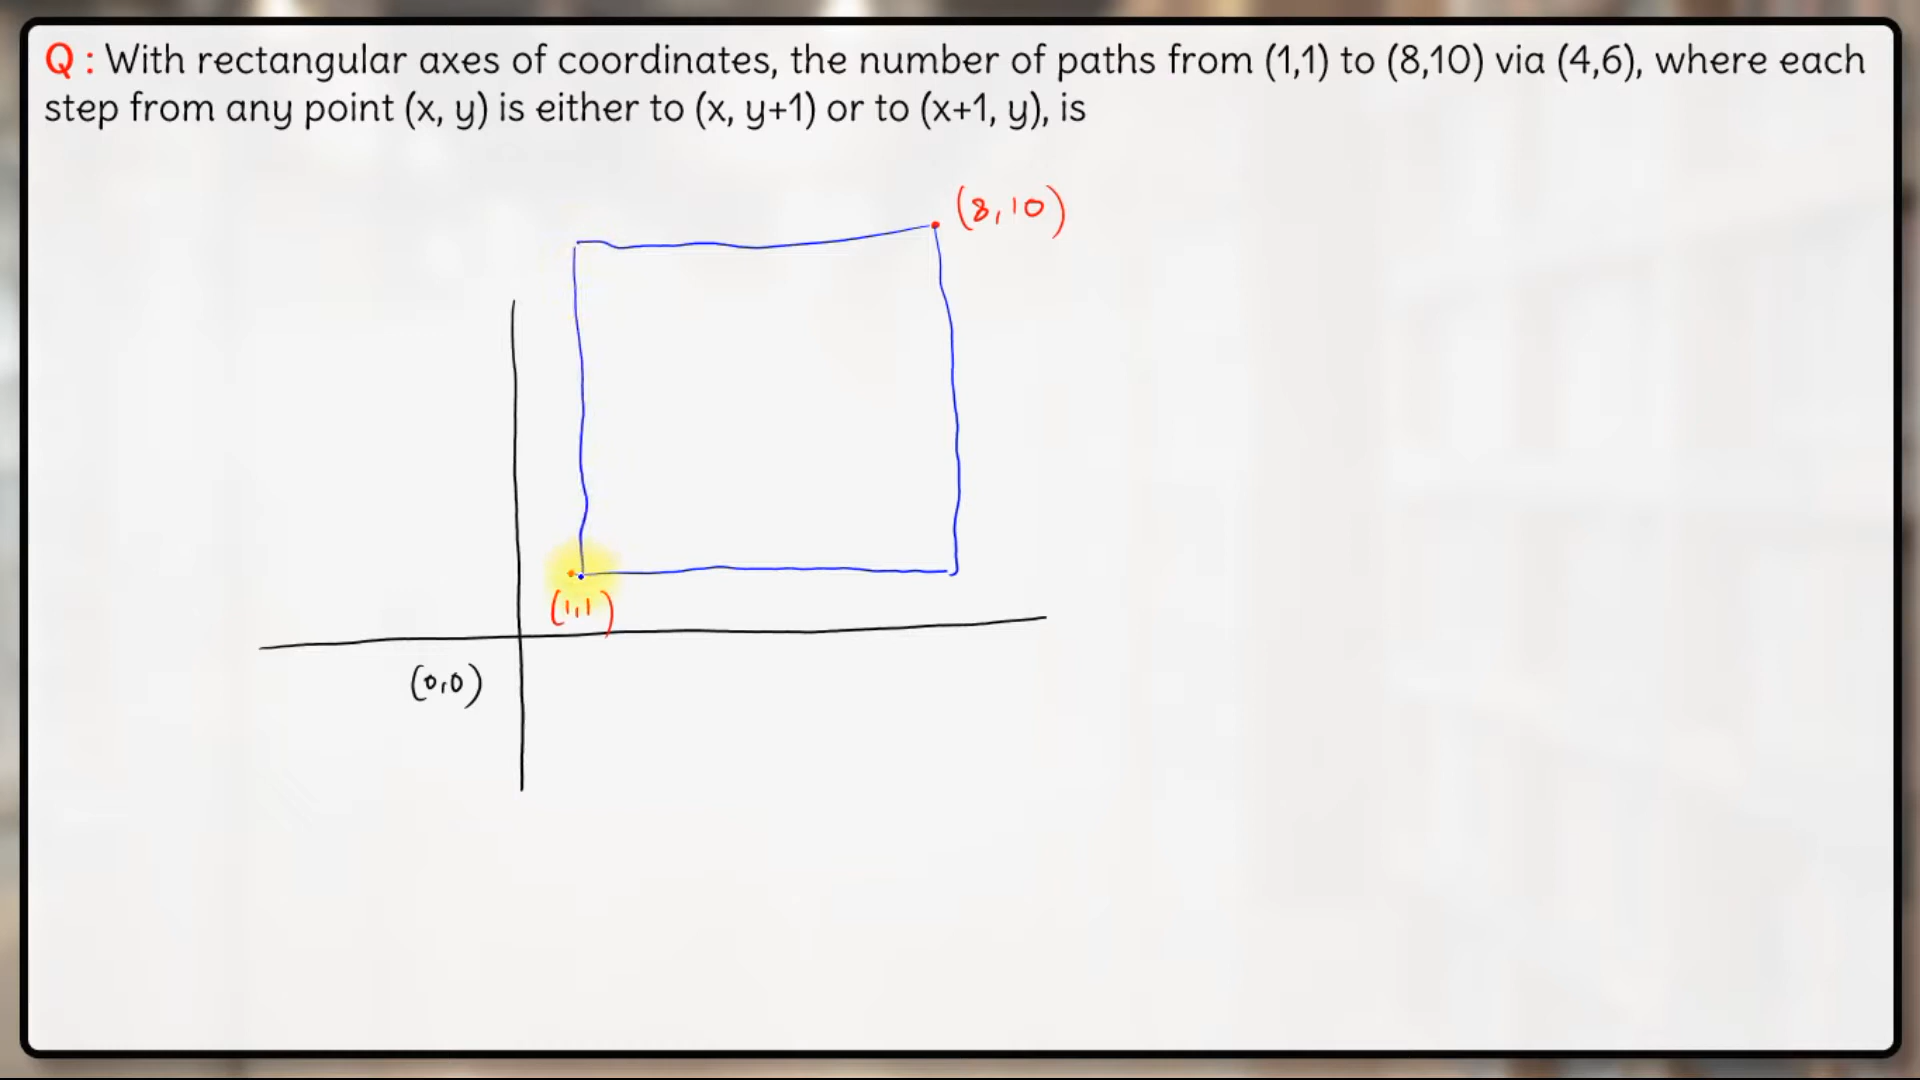 Q : With rectangular axes of coordinates, the number of paths from (1,1) to (8,10) via (4,6), where each
step from any point (x, y) is either to (x, y+1) or to (x+1, y), is
(8,10)
(1,1)
(0,0)